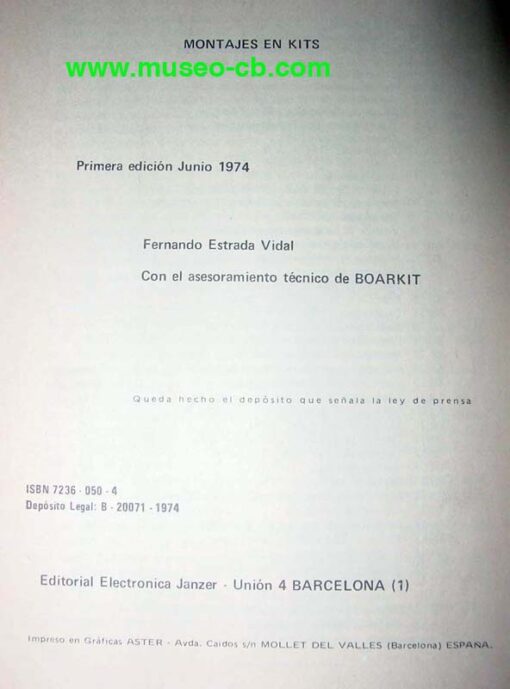 MONTAJES EN KITS
www.museo-cb.com
Primera edición Junio 1974
Fernando Estrada Vidal
Con el asesoramiento técnico de BOARKIT
Queda hecho el depósito que señala la ley de prensa
ISBN 7236 - 050 - 4
Depósito Legal: B - 20071 - 1974
Editorial Electronica Janzer - Unión 4 BARCELONA (1)
Impreso en Gráficas ASTER - Avda. Caidos s/n MOLLET DEL VALLES (Barcelona) ESPAÑA.